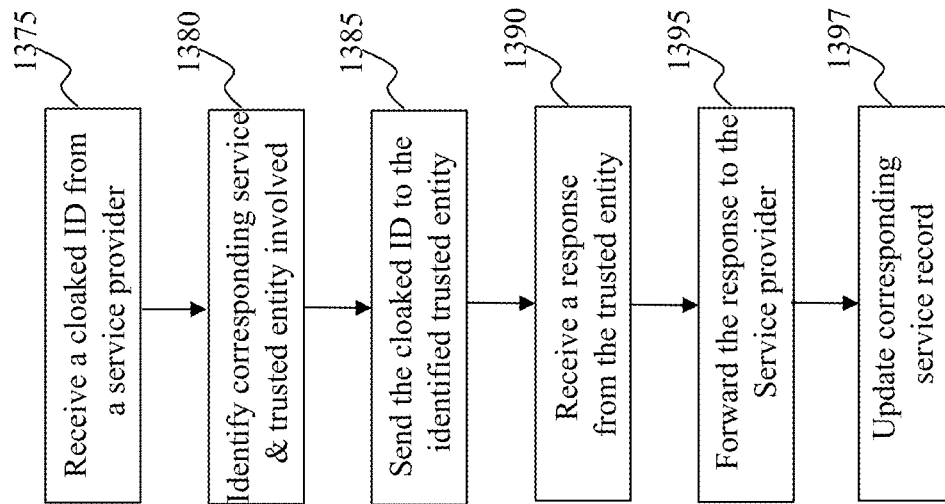 Receive a cloaked ID from
a service provider
1375
Identify corresponding service
& trusted entity involved
1380
Send the cloaked ID to the
identified trusted entity
1385
Receive a response
from the trusted entity
1390
Forward the response to the
Service provider
1395
Update corresponding
service record
1397